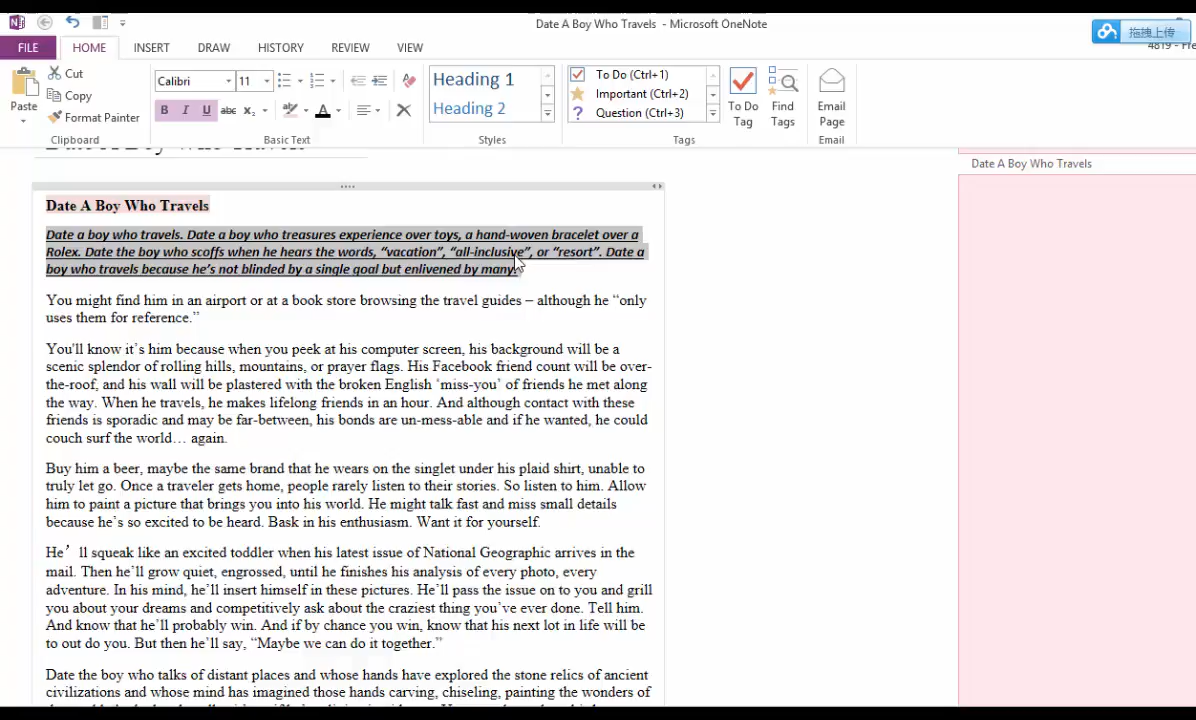 Date A Boy Who Travels - Microsoft OneNote
拖拽上传
FILE HOME INSERT DRAW HISTORY REVIEW VIEW
Paste
Cut
Copy
Format Painter
Clipboard
Calibri 11
B I U abc x₂ ab A
Basic Text
Heading 1
Heading 2
Styles
To Do (Ctrl+1)
Important (Ctrl+2)
? Question (Ctrl+3)
To Do Tag
Find Tags
Tags
Email Page
Email
Date A Boy Who Travels
Date A Boy Who Travels
Date A Boy Who Travels
Date a boy who travels. Date a boy who treasures experience over toys, a hand-woven bracelet over a
Rolex. Date the boy who scoffs when he hears the words, “vacation”, “all-inclusive”, or “resort”. Date a
boy who travels because he’s not blinded by a single goal but enlivened by many.
You might find him in an airport or at a book store browsing the travel guides – although he “only
uses them for reference.”
You'll know it’s him because when you peek at his computer screen, his background will be a
scenic splendor of rolling hills, mountains, or prayer flags. His Facebook friend count will be over-
the-roof, and his wall will be plastered with the broken English ‘miss-you’ of friends he met along
the way. When he travels, he makes lifelong friends in an hour. And although contact with these
friends is sporadic and may be far-between, his bonds are un-mess-able and if he wanted, he could
couch surf the world… again.
Buy him a beer, maybe the same brand that he wears on the singlet under his plaid shirt, unable to
truly let go. Once a traveler gets home, people rarely listen to their stories. So listen to him. Allow
him to paint a picture that brings you into his world. He might talk fast and miss small details
because he’s so excited to be heard. Bask in his enthusiasm. Want it for yourself.
He’ll squeak like an excited toddler when his latest issue of National Geographic arrives in the
mail. Then he’ll grow quiet, engrossed, until he finishes his analysis of every photo, every
adventure. In his mind, he’ll insert himself in these pictures. He’ll pass the issue on to you and grill
you about your dreams and competitively ask about the craziest thing you’ve ever done. Tell him.
And know that he’ll probably win. And if by chance you win, know that his next lot in life will be
to out do you. But then he’ll say, “Maybe we can do it together.”
Date the boy who talks of distant places and whose hands have explored the stone relics of ancient
civilizations and whose mind has imagined those hands carving, chiseling, painting the wonders of